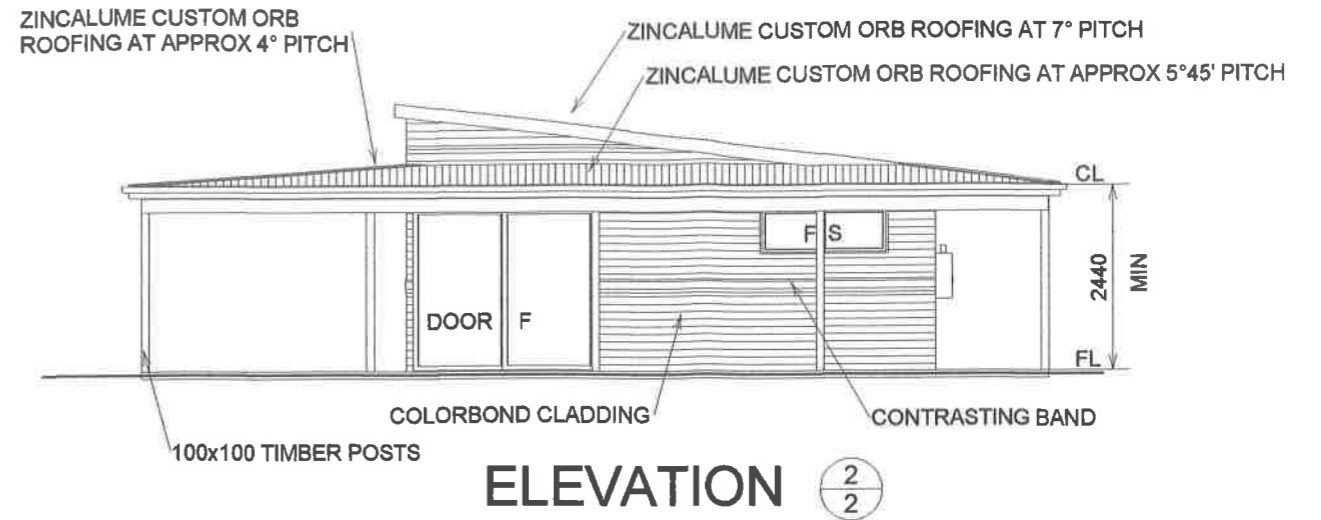 ZINCALUME CUSTOM ORB
ROOFING AT APPROX 4° PITCH
ZINCALUME CUSTOM ORB ROOFING AT 7° PITCH
ZINCALUME CUSTOM ORB ROOFING AT APPROX 5°45' PITCH
CL
F S
2440
MIN
DOOR F
FL
COLORBOND CLADDING
CONTRASTING BAND
100x100 TIMBER POSTS
ELEVATION
2
2